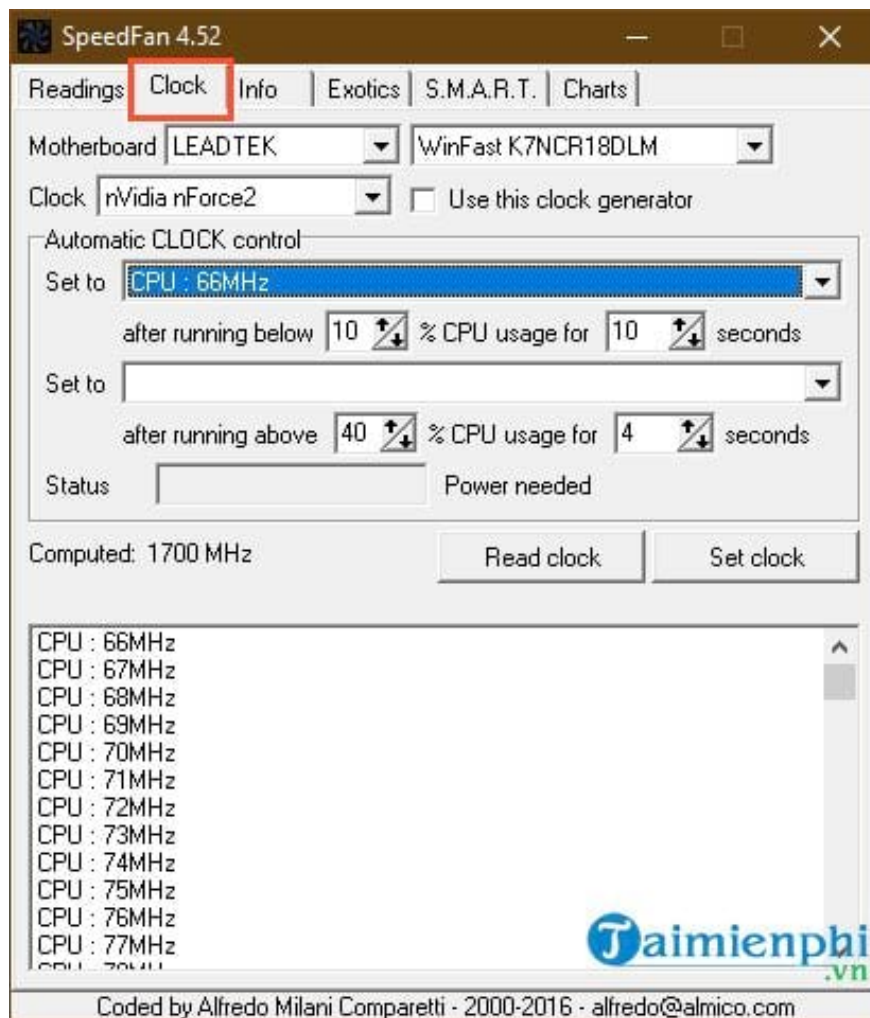 SpeedFan 4.52
Readings Clock Info Exotics S.M.A.R.T. Charts
Motherboard LEADTEK WinFast K7NCR18DLM
Clock nVidia nForce2 Use this clock generator
Automatic CLOCK control
Set to CPU : 66MHz
after running below 10 % CPU usage for 10 seconds
Set to
after running above 40 % CPU usage for 4 seconds
Status Power needed
Computed: 1700 MHz Read clock Set clock
CPU : 66MHz
CPU : 67MHz
CPU : 68MHz
CPU : 69MHz
CPU : 70MHz
CPU : 71MHz
CPU : 72MHz
CPU : 73MHz
CPU : 74MHz
CPU : 75MHz
CPU : 76MHz
CPU : 77MHz
Taimienphi
.vn
Coded by Alfredo Milani Comparetti - 2000-2016 - alfredo@almico.com